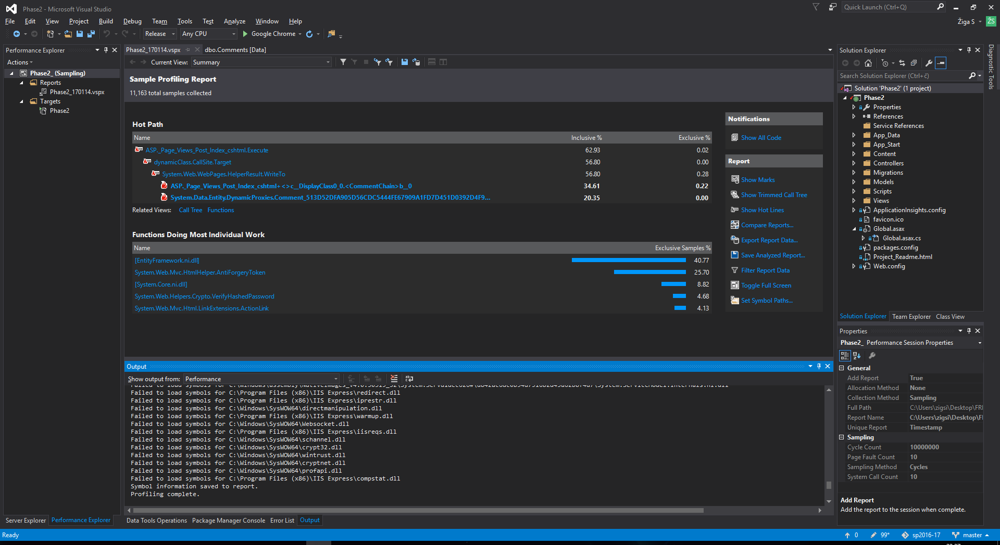 Phase2 - Microsoft Visual Studio
Quick Launch (Ctrl+Q)
File Edit View Project Build Debug Team Tools Test Analyze Window Help
Žiga S ŽS
Release Any CPU Google Chrome
Performance Explorer
Actions
Phase2_ (Sampling)
Reports
Phase2_170114.vspx
Targets
Phase2
Phase2_170114.vspx dbo.Comments [Data]
Current View: Summary
Sample Profiling Report
11,163 total samples collected
Hot Path
Name Inclusive % Exclusive %
ASP._Page_Views_Post_Index_cshtml.Execute 62.93 0.02
dynamicClass.CallSite.Target 56.80 0.00
System.Web.WebPages.HelperResult.WriteTo 56.80 0.28
ASP._Page_Views_Post_Index_cshtml+<>c__DisplayClass0_0.<CommentChain>b__0 34.61 0.22
System.Data.Entity.DynamicProxies.Comment_513D52DFA905D56CDC5444FE67909A1FD7D451D0392D4F9... 20.35 0.00
Related Views: Call Tree Functions
Functions Doing Most Individual Work
Name Exclusive Samples %
[EntityFramework.ni.dll] 40.77
System.Web.Mvc.HtmlHelper.AntiForgeryToken 25.70
[System.Core.ni.dll] 8.82
System.Web.Helpers.Crypto.VerifyHashedPassword 4.68
System.Web.Mvc.Html.LinkExtensions.ActionLink 4.13
Notifications
Show All Code
Report
Show Marks
Show Trimmed Call Tree
Show Hot Lines
Compare Reports...
Export Report Data...
Save Analyzed Report...
Filter Report Data
Toggle Full Screen
Set Symbol Paths...
Output
Show output from: Performance
Failed to load symbols for C:\Program Files (x86)\IIS Express\redirect.dll
Failed to load symbols for C:\Program Files (x86)\IIS Express\iprestr.dll
Failed to load symbols for C:\Windows\SysWOW64\directmanipulation.dll
Failed to load symbols for C:\Program Files (x86)\IIS Express\warmup.dll
Failed to load symbols for C:\Windows\SysWOW64\Websocket.dll
Failed to load symbols for C:\Program Files (x86)\IIS Express\iisreqs.dll
Failed to load symbols for C:\Windows\SysWOW64\schannel.dll
Failed to load symbols for C:\Windows\SysWOW64\crypt32.dll
Failed to load symbols for C:\Windows\SysWOW64\wintrust.dll
Failed to load symbols for C:\Windows\SysWOW64\cryptnet.dll
Failed to load symbols for C:\Windows\SysWOW64\profapi.dll
Failed to load symbols for C:\Program Files (x86)\IIS Express\compstat.dll
Symbol information saved to report.
Profiling complete.
Server Explorer Performance Explorer
Data Tools Operations Package Manager Console Error List Output
Solution Explorer
Search Solution Explorer (Ctrl+č)
Solution 'Phase2' (1 project)
Phase2
Properties
References
Service References
App_Data
App_Start
Content
Controllers
Migrations
Models
Scripts
Views
ApplicationInsights.config
favicon.ico
Global.asax
Global.asax.cs
packages.config
Project_Readme.html
Web.config
Solution Explorer Team Explorer Class View
Properties
Phase2_ Performance Session Properties
General
Add Report True
Allocation Method None
Collection Method Sampling
Full Path C:\Users\zigsi\Desktop\FRI
Report Name C:\Users\zigsi\Desktop\FI
Unique Report Timestamp
Sampling
Cycle Count 10000000
Page Fault Count 10
Sampling Method Cycles
System Call Count 10
Add Report
Add the report to the session when complete.
Diagnostic Tools
Ready
0 99* sp2016-17 master